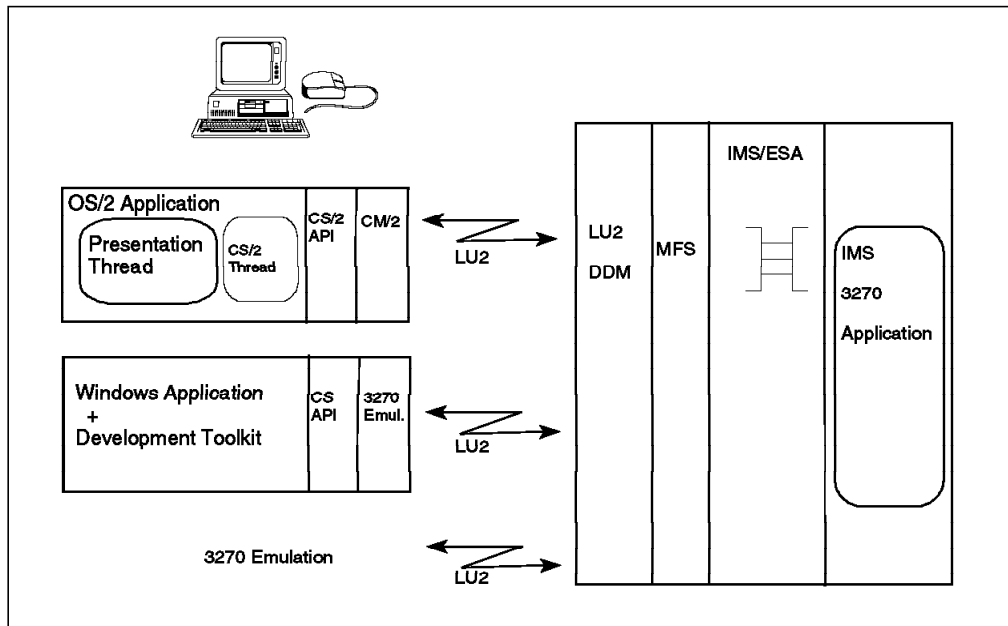 OS/2 Application
Presentation
Thread
CS/2
Thread
CS/2
API
CM/2
LU2
Windows Application
+
Development Toolkit
CS
API
3270
Emul.
LU2
3270 Emulation
LU2
LU2
DDM
MFS
IMS/ESA
IMS
3270
Application